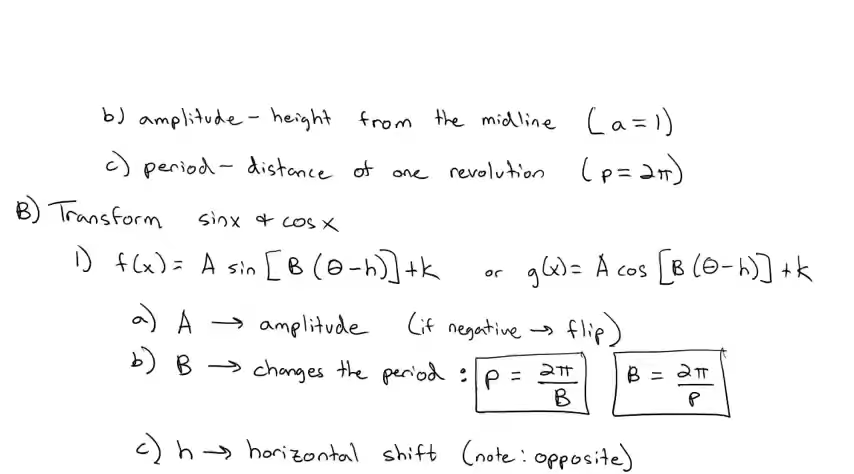 b) amplitude - height from the midline (a = 1)
c) period - distance of one revolution (p = 2π)
B) Transform sinx & cosx
1) f(x) = A sin [B (θ-h)] + k or g(x) = A cos [B (θ-h)] + k
a) A → amplitude (if negative → flip)
b) B → changes the period : P = 2π/B B = 2π/P
c) h → horizontal shift (note: opposite)